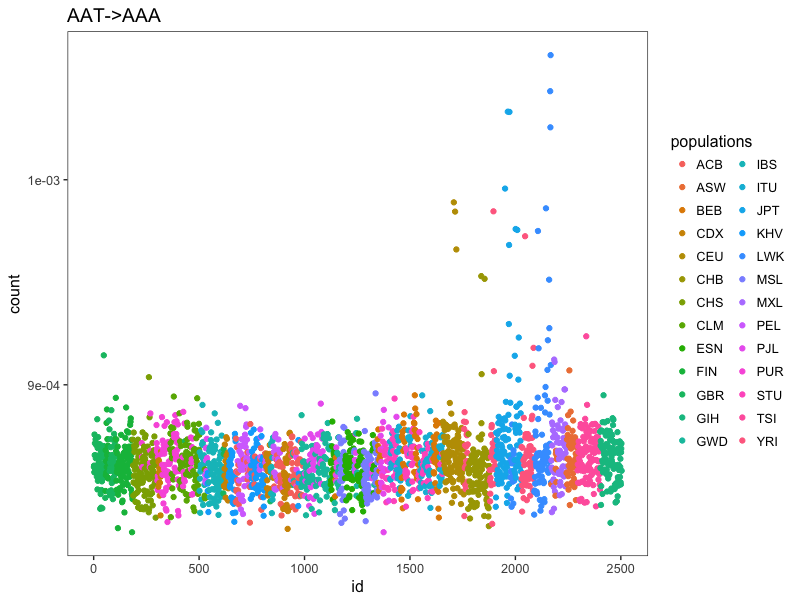 AAT->AAA
count
1e-03
9e-04
0 500 1000 1500 2000 2500
id
populations
ACB IBS
ASW ITU
BEB JPT
CDX KHV
CEU LWK
CHB MSL
CHS MXL
CLM PEL
ESN PJL
FIN PUR
GBR STU
GIH TSI
GWD YRI